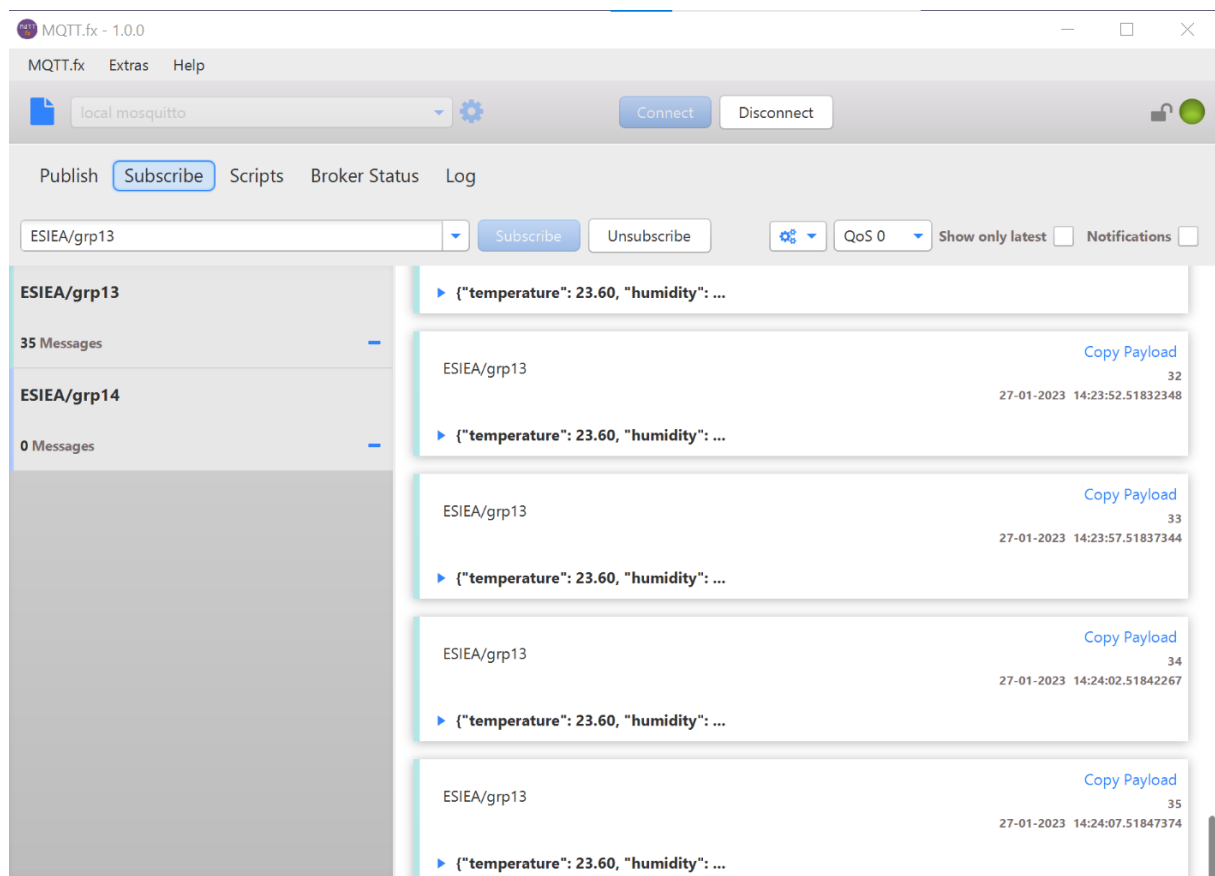 MQTT.fx - 1.0.0
MQTT.fx Extras Help
local mosquitto Connect Disconnect
Publish Subscribe Scripts Broker Status Log
ESIEA/grp13 Subscribe Unsubscribe QoS 0 Show only latest Notifications
ESIEA/grp13
35 Messages
ESIEA/grp14
0 Messages
{"temperature": 23.60, "humidity": ...
Copy Payload
ESIEA/grp13
32
27-01-2023 14:23:52.51832348
{"temperature": 23.60, "humidity": ...
Copy Payload
ESIEA/grp13
33
27-01-2023 14:23:57.51837344
{"temperature": 23.60, "humidity": ...
Copy Payload
ESIEA/grp13
34
27-01-2023 14:24:02.51842267
{"temperature": 23.60, "humidity": ...
Copy Payload
ESIEA/grp13
35
27-01-2023 14:24:07.51847374
{"temperature": 23.60, "humidity": ...